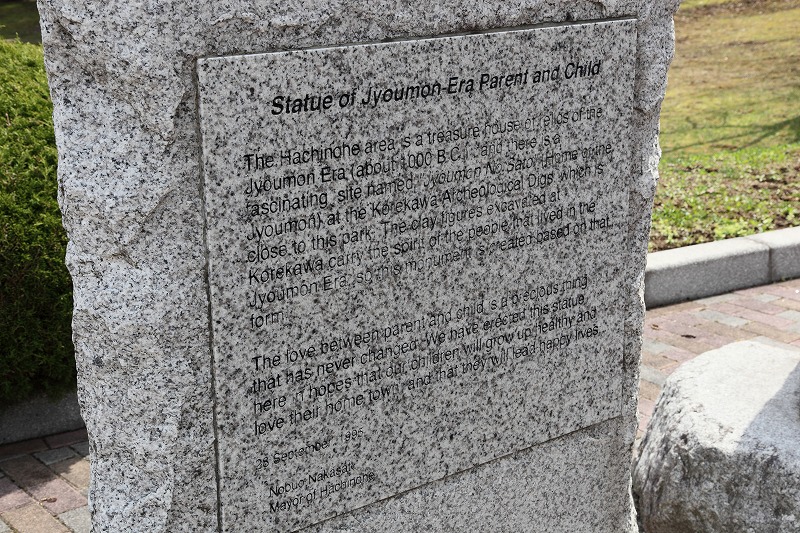 Statue of Jyoumon-Era Parent and Child
The Hachinohe area is a treasure house of relics of the
Jyoumon Era (about 1000 B.C.), and there is a
fascinating site named "Jyoumon No Sato" (Home of the
Jyoumon) at the Korekawa Archeological Digs which is
close to this park. The clay figures excavated at
Korekawa carry the spirit of the people that lived in the
Jyoumon Era, so this monument is created based on that
form.
The love between parent and child is a precious thing
that has never changed. We have erected this statue
here in hopes that our children will grow up healthy and
love their home town, and that they will lead happy lives.
September 1995
Nobuo Nakasato
Mayor of Hachinohe